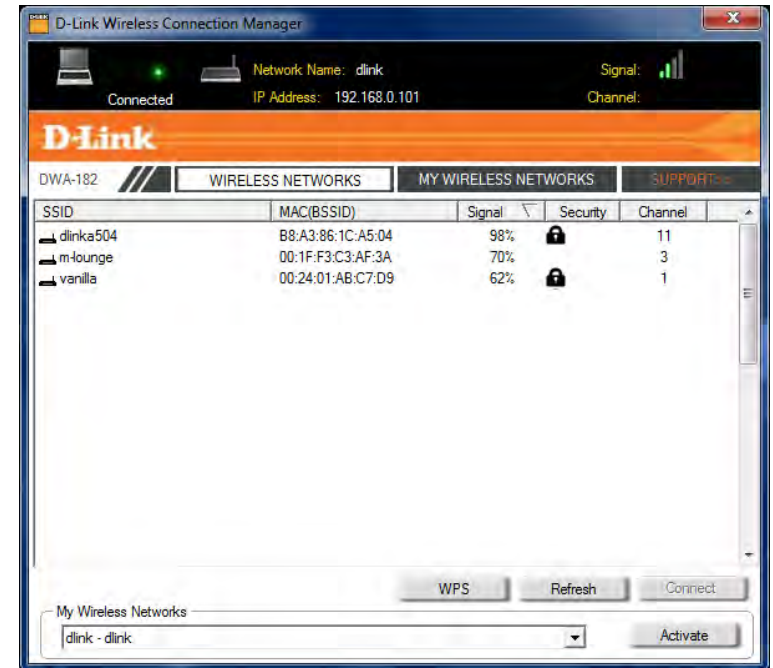 D-Link Wireless Connection Manager
Network Name: dlink Signal:
Connected IP Address: 192.168.0.101 Channel:
D-Link
DWA-182 WIRELESS NETWORKS MY WIRELESS NETWORKS SUPPORT
SSID MAC(BSSID) Signal Security Channel
dlinka504 B8:A3:86:1C:A5:04 98% 11
m-lounge 00:1F:F3:C3:AF:3A 70% 3
vanilla 00:24:01:AB:C7:D9 62% 1
WPS Refresh Connect
My Wireless Networks
dlink - dlink Activate